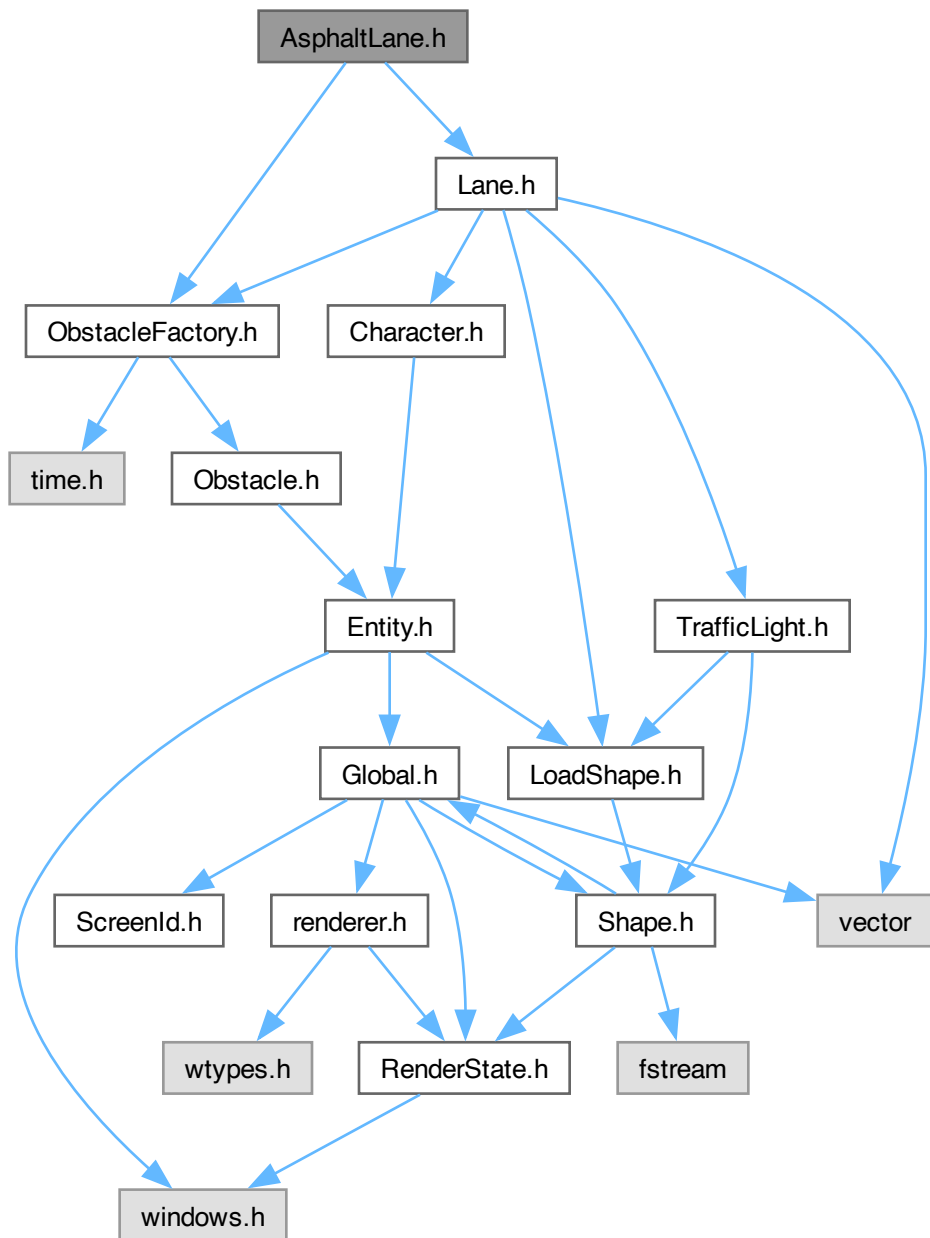 AsphaltLane.h
Lane.h
ObstacleFactory.h
Character.h
time.h
Obstacle.h
Entity.h
TrafficLight.h
Global.h
LoadShape.h
ScreenId.h
renderer.h
Shape.h
vector
wtypes.h
RenderState.h
fstream
windows.h